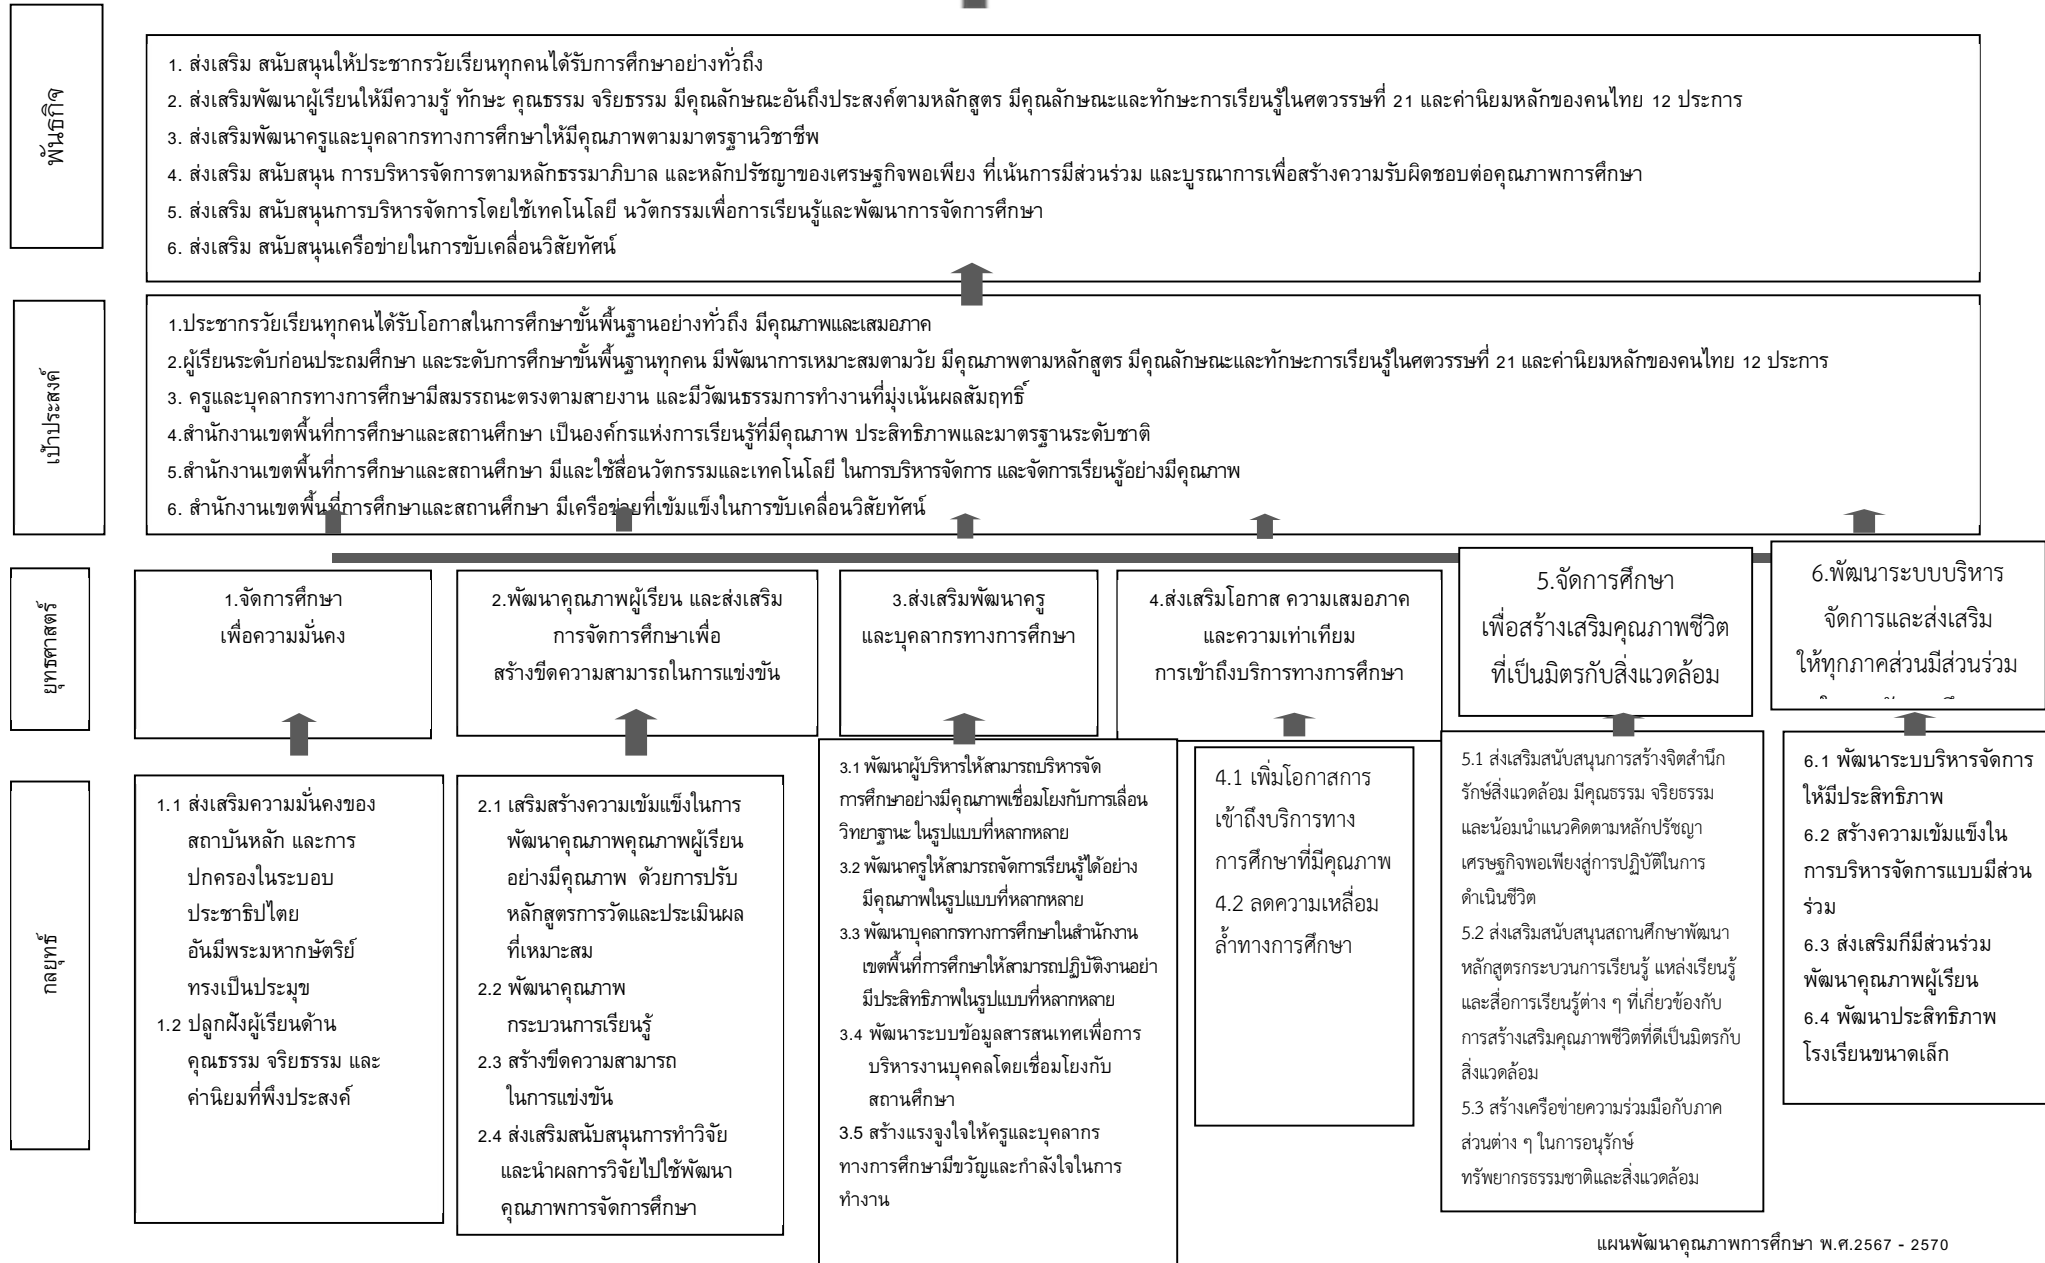 พันธกิจ
1. ส่งเสริม สนับสนุนให้ประชากรวัยเรียนทุกคนได้รับการศึกษาอย่างทั่วถึง
2. ส่งเสริมพัฒนาผู้เรียนให้มีความรู้ ทักษะ คุณธรรม จริยธรรม มีคุณลักษณะอันถึงประสงค์ตามหลักสูตร มีคุณลักษณะและทักษะการเรียนรู้ในศตวรรษที่ 21 และค่านิยมหลักของคนไทย 12 ประการ
3. ส่งเสริมพัฒนาครูและบุคลากรทางการศึกษาให้มีคุณภาพตามมาตรฐานวิชาชีพ
4. ส่งเสริม สนับสนุน การบริหารจัดการตามหลักธรรมาภิบาล และหลักปรัชญาของเศรษฐกิจพอเพียง ที่เน้นการมีส่วนร่วม และบูรณาการเพื่อสร้างความรับผิดชอบต่อคุณภาพการศึกษา
5. ส่งเสริม สนับสนุนการบริหารจัดการโดยใช้เทคโนโลยี นวัตกรรมเพื่อการเรียนรู้และพัฒนาการจัดการศึกษา
6. ส่งเสริม สนับสนุนเครือข่ายในการขับเคลื่อนวิสัยทัศน์
เป้าประสงค์
1.ประชากรวัยเรียนทุกคนได้รับโอกาสในการศึกษาขั้นพื้นฐานอย่างทั่วถึง มีคุณภาพและเสมอภาค
2.ผู้เรียนระดับก่อนประถมศึกษา และระดับการศึกษาขั้นพื้นฐานทุกคน มีพัฒนาการเหมาะสมตามวัย มีคุณภาพตามหลักสูตร มีคุณลักษณะและทักษะการเรียนรู้ในศตวรรษที่ 21 และค่านิยมหลักของคนไทย 12 ประการ
3. ครูและบุคลากรทางการศึกษามีสมรรถนะตรงตามสายงาน และมีวัฒนธรรมการทำงานที่มุ่งเน้นผลสัมฤทธิ์
4.สำนักงานเขตพื้นที่การศึกษาและสถานศึกษา เป็นองค์กรแห่งการเรียนรู้ที่มีคุณภาพ ประสิทธิภาพและมาตรฐานระดับชาติ
5.สำนักงานเขตพื้นที่การศึกษาและสถานศึกษา มีและใช้สื่อนวัตกรรมและเทคโนโลยี ในการบริหารจัดการ และจัดการเรียนรู้อย่างมีคุณภาพ
6. สำนักงานเขตพื้นที่การศึกษาและสถานศึกษา มีเครือข่ายที่เข้มแข็งในการขับเคลื่อนวิสัยทัศน์
ยุทธศาสตร์
1.จัดการศึกษา
เพื่อความมั่นคง
2.พัฒนาคุณภาพผู้เรียน และส่งเสริม
การจัดการศึกษาเพื่อ
สร้างขีดความสามารถในการแข่งขัน
3.ส่งเสริมพัฒนาครู
และบุคลากรทางการศึกษา
4.ส่งเสริมโอกาส ความเสมอภาค
และความเท่าเทียม
การเข้าถึงบริการทางการศึกษา
5.จัดการศึกษา
เพื่อสร้างเสริมคุณภาพชีวิต
ที่เป็นมิตรกับสิ่งแวดล้อม
6.พัฒนาระบบบริหาร
จัดการและส่งเสริม
ให้ทุกภาคส่วนมีส่วนร่วม
กลยุทธ์
1.1 ส่งเสริมความมั่นคงของ
สถาบันหลัก และการ
ปกครองในระบอบ
ประชาธิปไตย
อันมีพระมหากษัตริย์
ทรงเป็นประมุข
1.2 ปลูกฝังผู้เรียนด้าน
คุณธรรม จริยธรรม และ
ค่านิยมที่พึงประสงค์
2.1 เสริมสร้างความเข้มแข็งในการ
พัฒนาคุณภาพคุณภาพผู้เรียน
อย่างมีคุณภาพ ด้วยการปรับ
หลักสูตรการวัดและประเมินผล
ที่เหมาะสม
2.2 พัฒนาคุณภาพ
กระบวนการเรียนรู้
2.3 สร้างขีดความสามารถ
ในการแข่งขัน
2.4 ส่งเสริมสนับสนุนการทำวิจัย
และนำผลการวิจัยไปใช้พัฒนา
คุณภาพการจัดการศึกษา
3.1 พัฒนาผู้บริหารให้สามารถบริหารจัด
การศึกษาอย่างมีคุณภาพเชื่อมโยงกับการเลื่อน
วิทยาฐานะ ในรูปแบบที่หลากหลาย
3.2 พัฒนาครูให้สามารถจัดการเรียนรู้ได้อย่าง
มีคุณภาพในรูปแบบที่หลากหลาย
3.3 พัฒนาบุคลากรทางการศึกษาในสำนักงาน
เขตพื้นที่การศึกษาให้สามารถปฏิบัติงานอย่า
มีประสิทธิภาพในรูปแบบที่หลากหลาย
3.4 พัฒนาระบบข้อมูลสารสนเทศเพื่อการ
บริหารงานบุคคลโดยเชื่อมโยงกับ
สถานศึกษา
3.5 สร้างแรงจูงใจให้ครูและบุคลากร
ทางการศึกษามีขวัญและกำลังใจในการ
ทำงาน
4.1 เพิ่มโอกาสการ
เข้าถึงบริการทาง
การศึกษาที่มีคุณภาพ
4.2 ลดความเหลื่อม
ล้ำทางการศึกษา
5.1 ส่งเสริมสนับสนุนการสร้างจิตสำนึก
รักษ์สิ่งแวดล้อม มีคุณธรรม จริยธรรม
และน้อมนำแนวคิดตามหลักปรัชญา
เศรษฐกิจพอเพียงสู่การปฏิบัติในการ
ดำเนินชีวิต
5.2 ส่งเสริมสนับสนุนสถานศึกษาพัฒนา
หลักสูตรกระบวนการเรียนรู้ แหล่งเรียนรู้
และสื่อการเรียนรู้ต่าง ๆ ที่เกี่ยวข้องกับ
การสร้างเสริมคุณภาพชีวิตที่ดีเป็นมิตรกับ
สิ่งแวดล้อม
5.3 สร้างเครือข่ายความร่วมมือกับภาค
ส่วนต่าง ๆ ในการอนุรักษ์
ทรัพยากรธรรมชาติและสิ่งแวดล้อม
6.1 พัฒนาระบบบริหารจัดการ
ให้มีประสิทธิภาพ
6.2 สร้างความเข้มแข็งใน
การบริหารจัดการแบบมีส่วน
ร่วม
6.3 ส่งเสริมกีมีส่วนร่วม
พัฒนาคุณภาพผู้เรียน
6.4 พัฒนาประสิทธิภาพ
โรงเรียนขนาดเล็ก
แผนพัฒนาคุณภาพการศึกษา พ.ศ.2567 - 2570